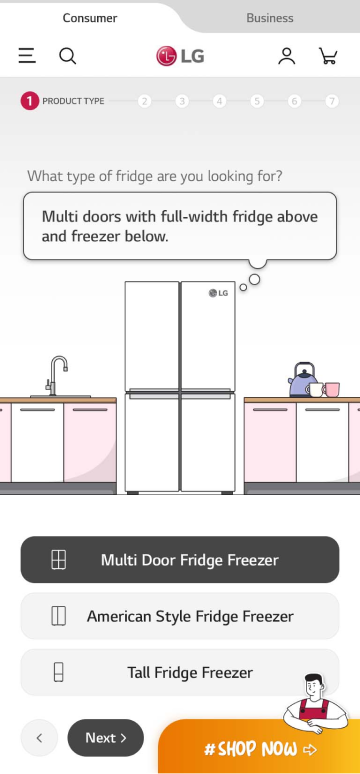 Consumer
Business
LG
1 PRODUCT TYPE 2 3 4 5 6 7
What type of fridge are you looking for?
Multi doors with full-width fridge above
and freezer below.
LG
Multi Door Fridge Freezer
American Style Fridge Freezer
Tall Fridge Freezer
Next
#SHOP NOW